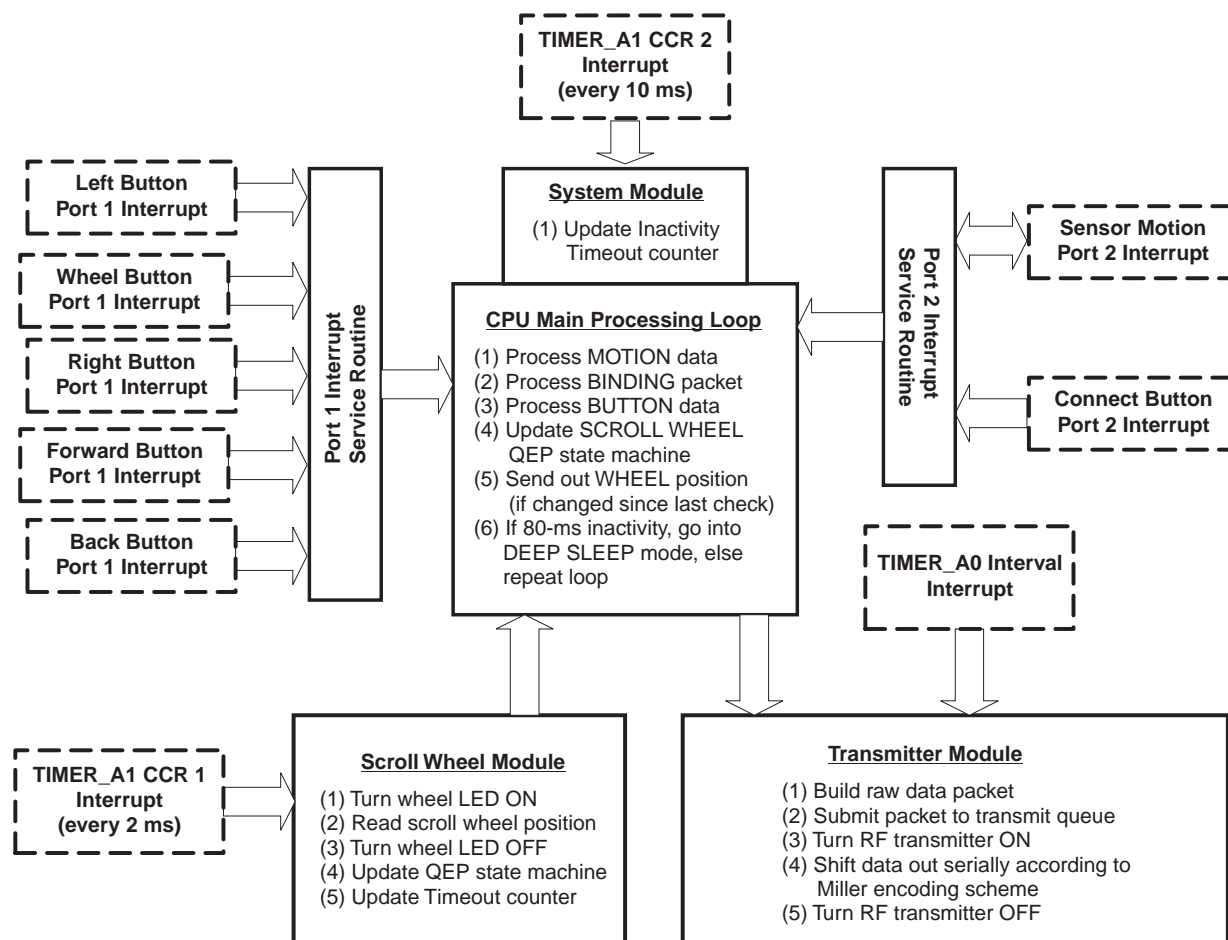 TIMER_A1 CCR 2
Interrupt
(every 10 ms)
Left Button
Port 1 Interrupt
Wheel Button
Port 1 Interrupt
Right Button
Port 1 Interrupt
Forward Button
Port 1 Interrupt
Back Button
Port 1 Interrupt
Port 1 Interrupt
Service Routine
System Module
(1) Update Inactivity
Timeout counter
CPU Main Processing Loop
(1) Process MOTION data
(2) Process BINDING packet
(3) Process BUTTON data
(4) Update SCROLL WHEEL
QEP state machine
(5) Send out WHEEL position
(if changed since last check)
(6) If 80-ms inactivity, go into
DEEP SLEEP mode, else
repeat loop
Port 2 Interrupt
Service Routine
Sensor Motion
Port 2 Interrupt
Connect Button
Port 2 Interrupt
TIMER_A0 Interval
Interrupt
TIMER_A1 CCR 1
Interrupt
(every 2 ms)
Scroll Wheel Module
(1) Turn wheel LED ON
(2) Read scroll wheel position
(3) Turn wheel LED OFF
(4) Update QEP state machine
(5) Update Timeout counter
Transmitter Module
(1) Build raw data packet
(2) Submit packet to transmit queue
(3) Turn RF transmitter ON
(4) Shift data out serially according to
Miller encoding scheme
(5) Turn RF transmitter OFF